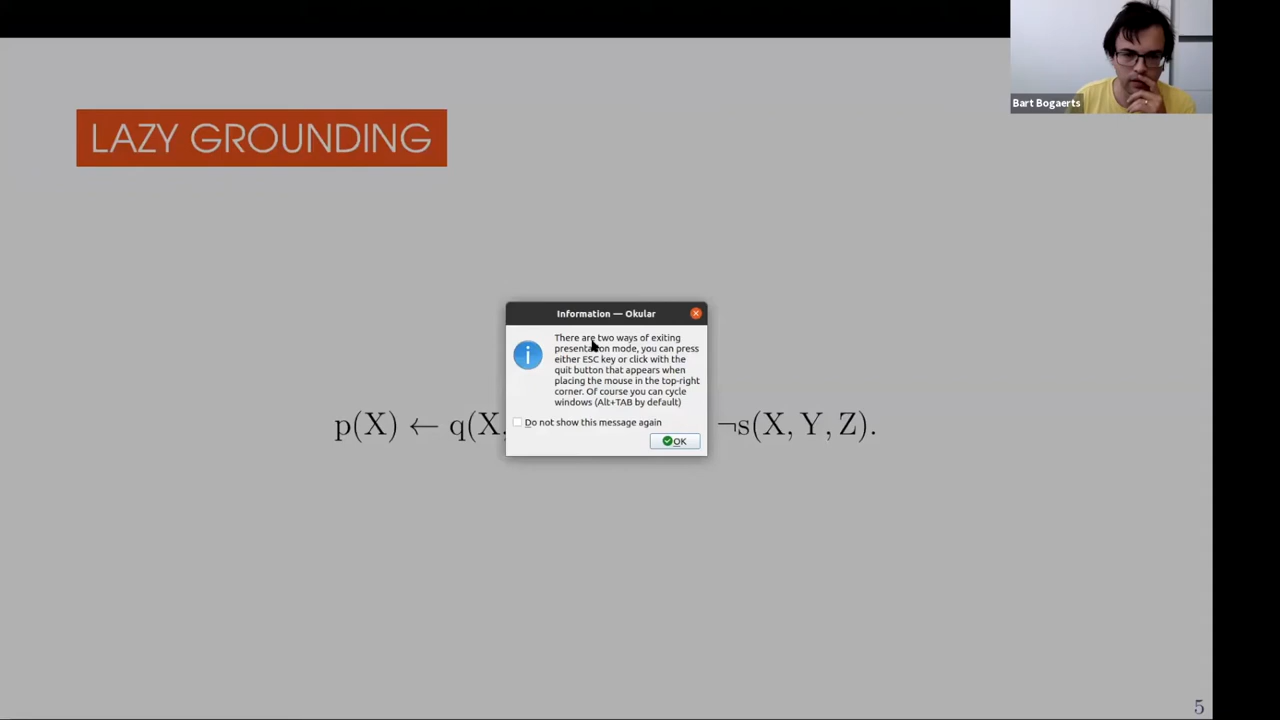 Bart Bogaerts
LAZY GROUNDING
Information — Okular
There are two ways of exiting
presentation mode, you can press
either ESC key or click with the
quit button that appears when
placing the mouse in the top-right
corner. Of course you can cycle
windows (Alt+TAB by default)
Do not show this message again
OK
p(X) ← q(X, ¬s(X, Y, Z).
5